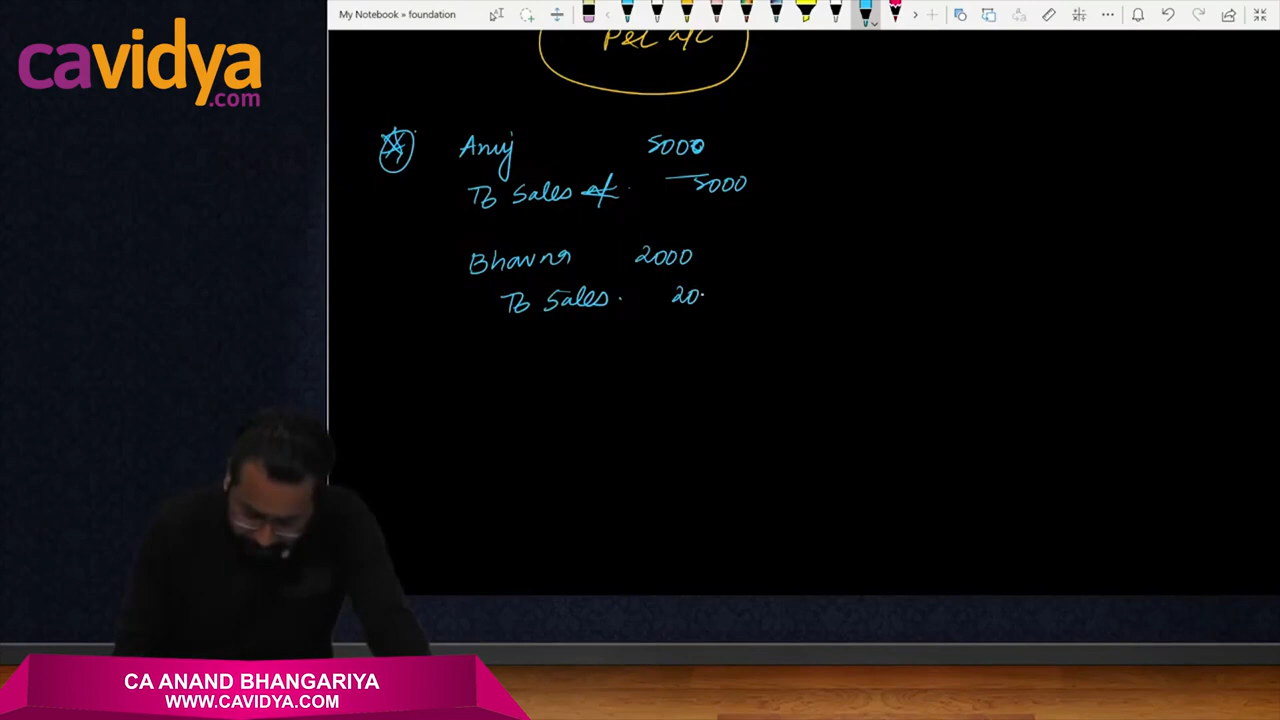 cavidya
.com
My Notebook » foundation
P&L a/c
Anuj 5000
To Sales 5000
Bhavna 2000
To Sales. 20
CA ANAND BHANGARIYA
WWW.CAVIDYA.COM